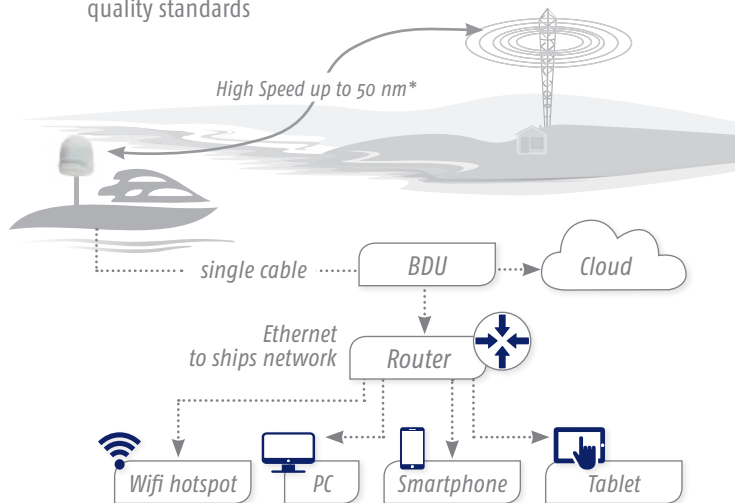 quality standards
High Speed up to 50 nm*
single cable
BDU
Cloud
Ethernet
to ships network
Router
Wifi hotspot
PC
Smartphone
Tablet